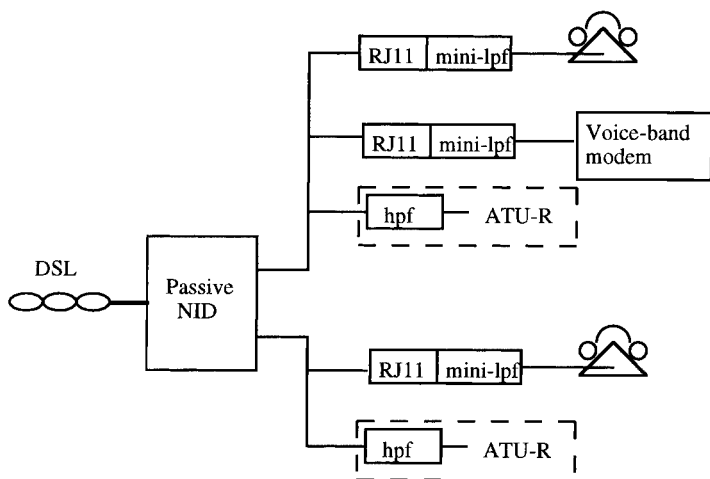 RJ11 mini-lpf
RJ11 mini-lpf
Voice-band
modem
hpf ATU-R
DSL
Passive
NID
RJ11 mini-lpf
hpf ATU-R